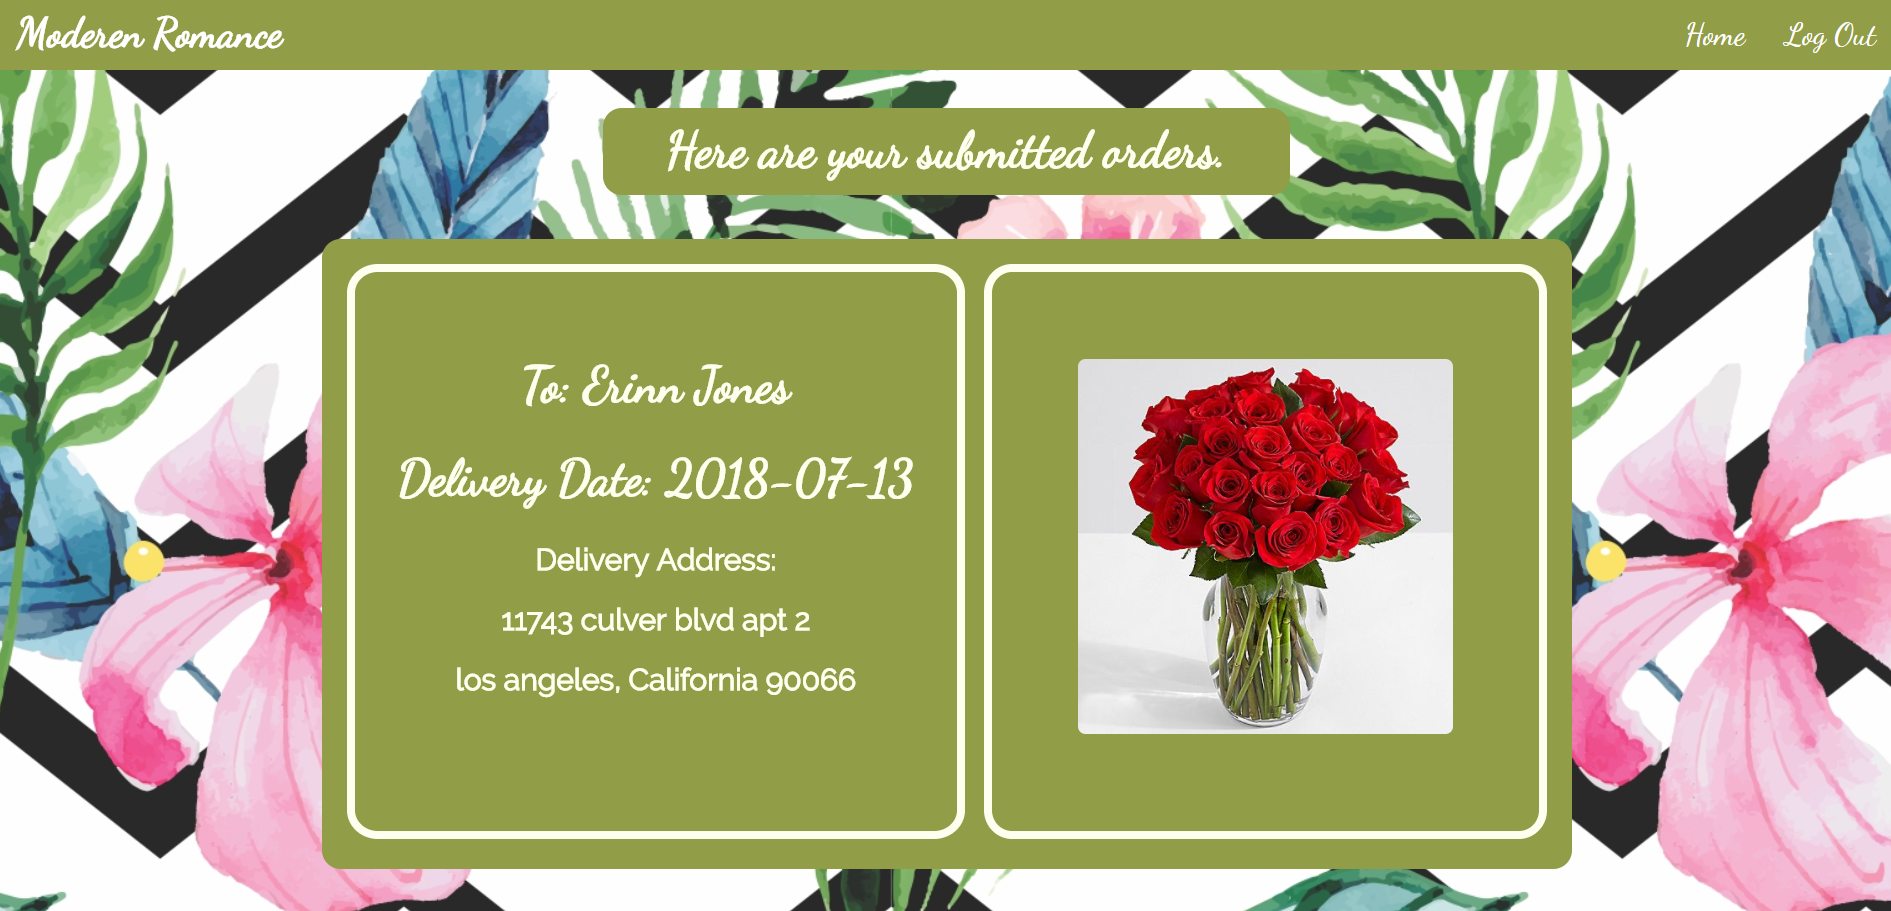 Moderen Romance
Home
Log Out
Here are your submitted orders.
To: Erinn Jones
Delivery Date: 2018-07-13
Delivery Address:
11743 culver blvd apt 2
los angeles, California 90066